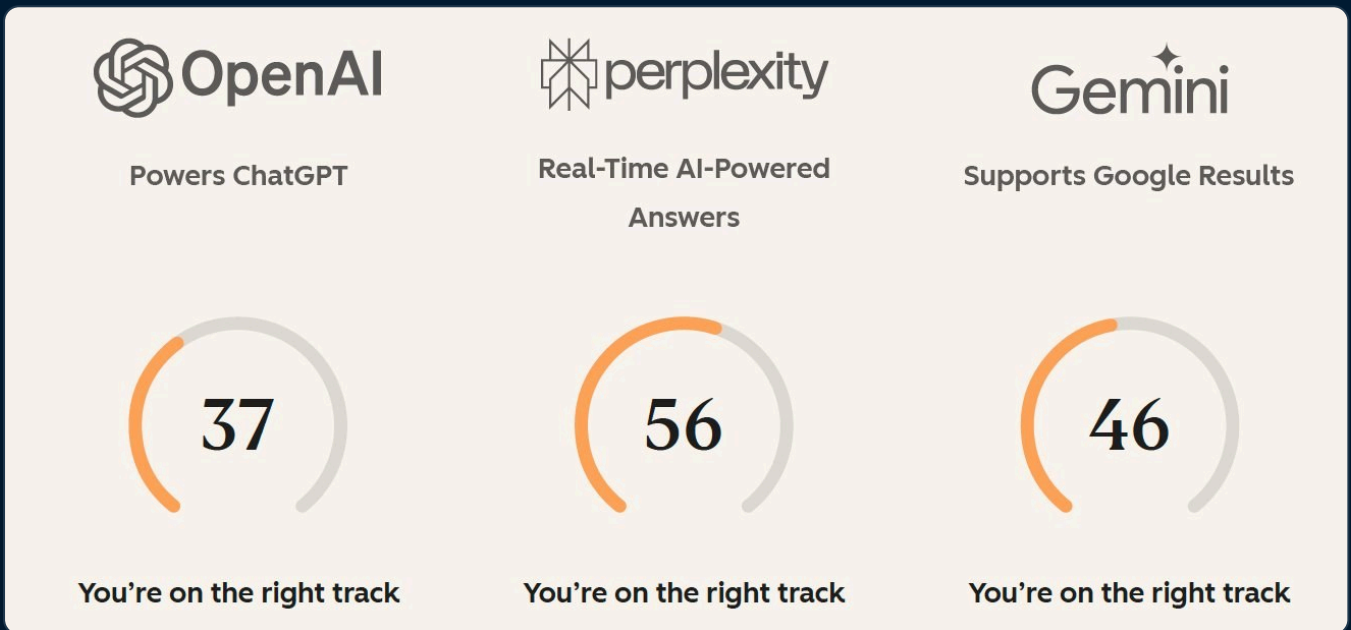 OpenAI
Powers ChatGPT
37
You’re on the right track
perplexity
Real-Time AI-Powered
Answers
56
You’re on the right track
Gemini
Supports Google Results
46
You’re on the right track